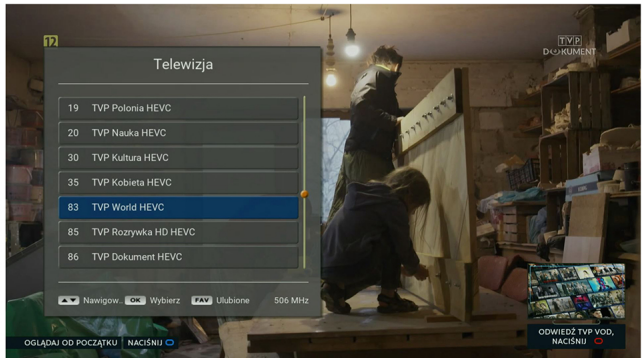 12
TVP
DOKUMENT
Telewizja
19 TVP Polonia HEVC
20 TVP Nauka HEVC
30 TVP Kultura HEVC
35 TVP Kobieta HEVC
83 TVP World HEVC
85 TVP Rozrywka HD HEVC
86 TVP Dokument HEVC
Nawigow.. OK Wybierz FAV Ulubione 506 MHz
OGLĄDAJ OD POCZĄTKU NACIŚNIJ
ODWIEDŹ TVP VOD,
NACIŚNIJ